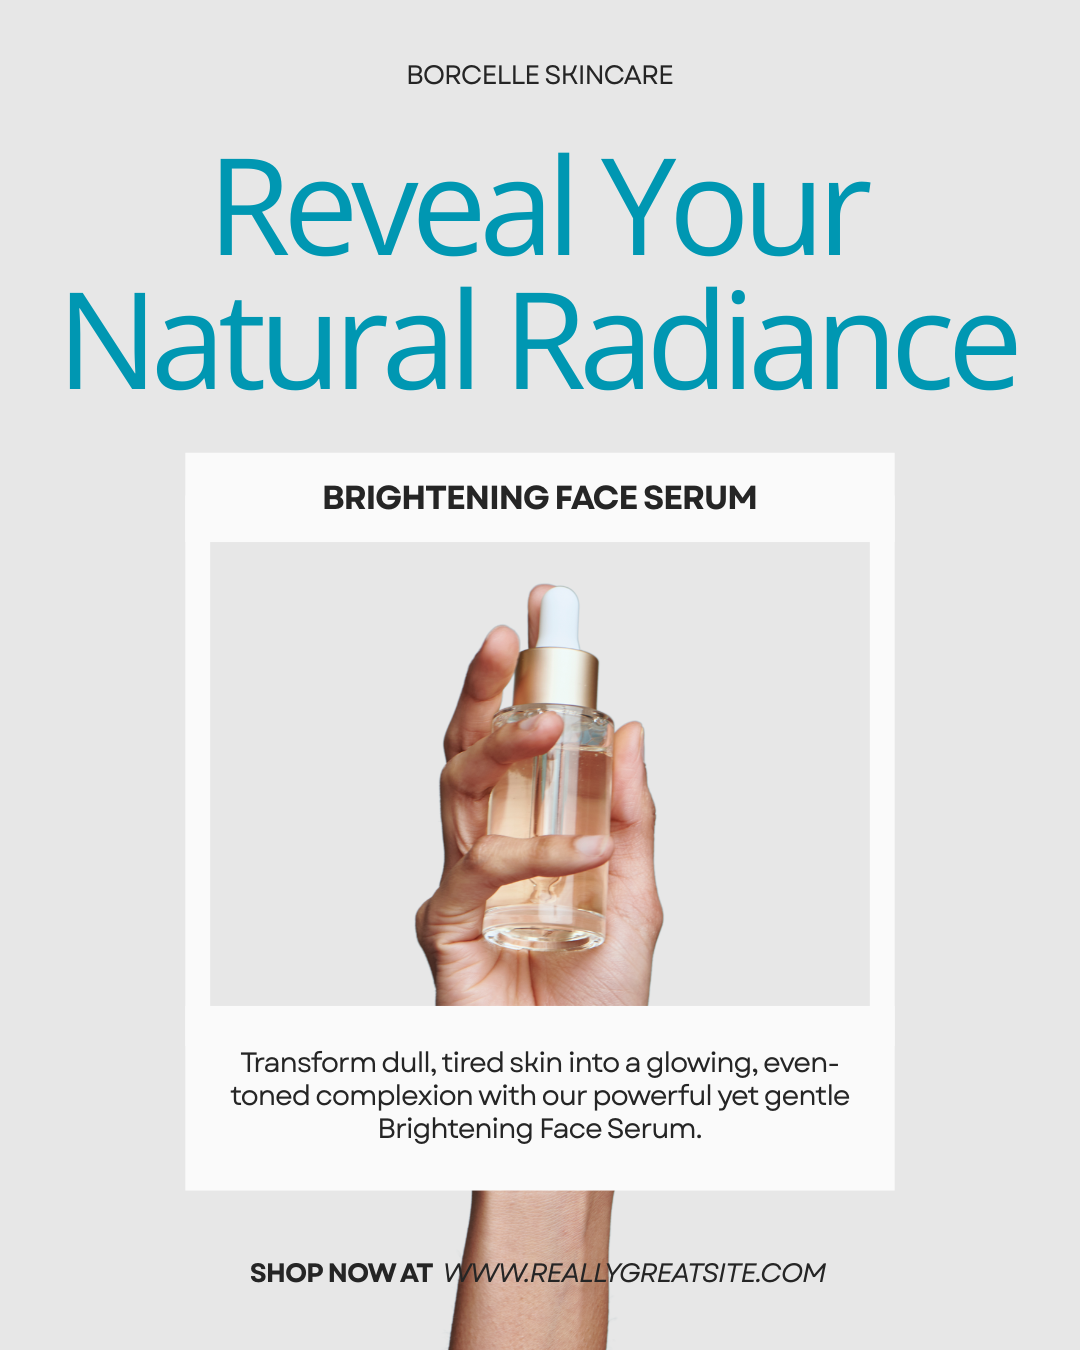 BORCELLE SKINCARE
Reveal Your
Natural Radiance
BRIGHTENING FACE SERUM
Transform dull, tired skin into a glowing, even-
toned complexion with our powerful yet gentle
Brightening Face Serum.
SHOP NOW AT WWW.REALLYGREATSITE.COM